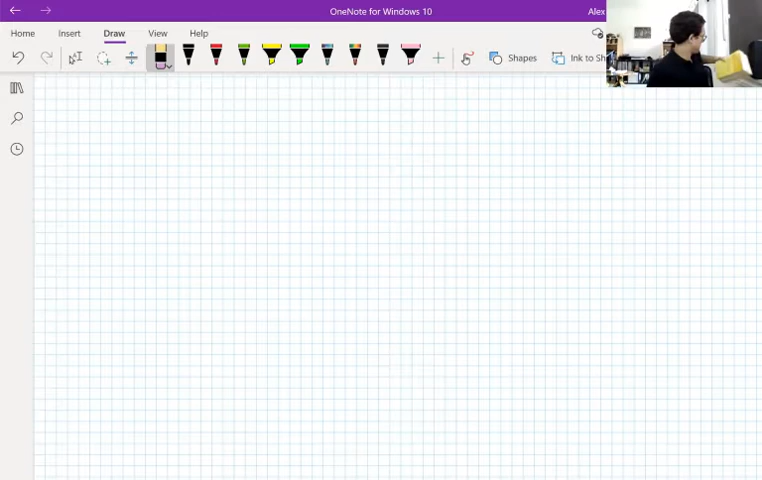 OneNote for Windows 10
Alex
Home Insert Draw View Help
Shapes
Ink to Sh